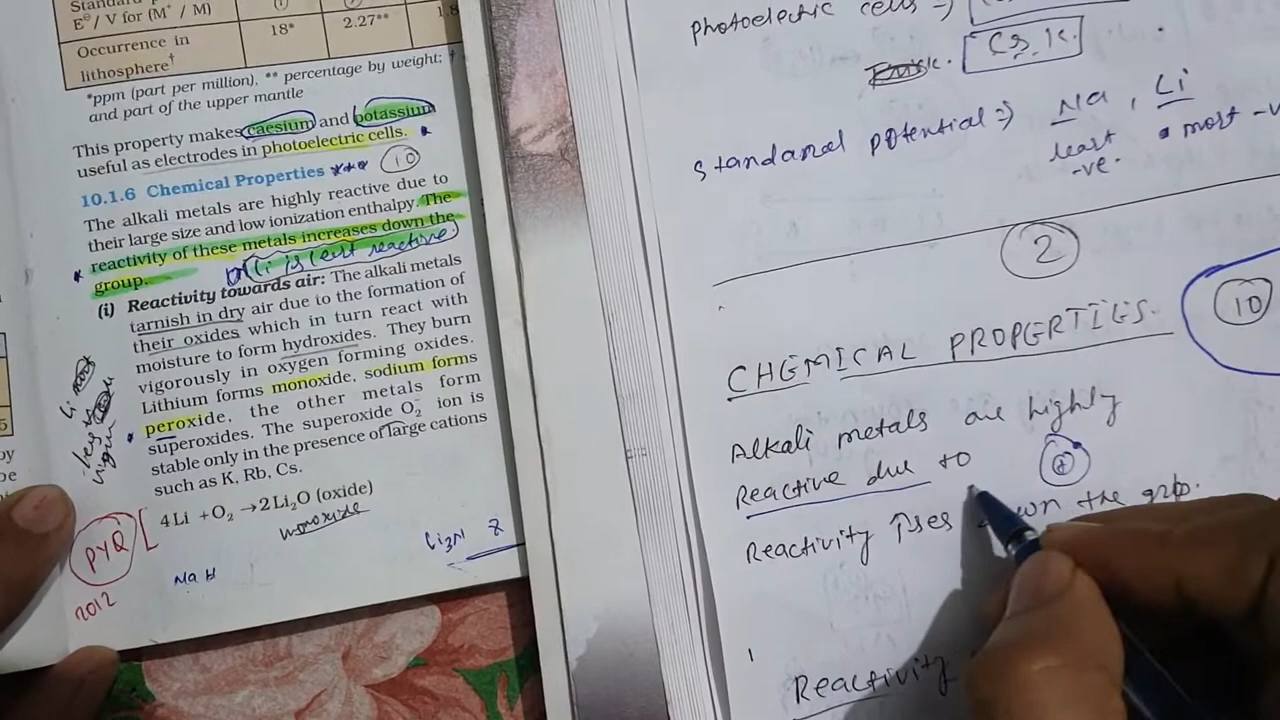 Standard
E⊖ / V for (M⁺ / M)
Occurrence in
lithosphere†
18*
2.27**
1.8
*ppm (part per million), ** percentage by weight; †
and part of the upper mantle
This property makes caesium and potassium
useful as electrodes in photoelectric cells.
10.1.6 Chemical Properties *** 10
The alkali metals are highly reactive due to
their large size and low ionization enthalpy. The
reactivity of these metals increases down the
group.
Li is least reactive
(i) Reactivity towards air: The alkali metals
tarnish in dry air due to the formation of
their oxides which in turn react with
moisture to form hydroxides. They burn
vigorously in oxygen forming oxides.
Lithium forms monoxide, sodium forms
peroxide, the other metals form
superoxides. The superoxide O₂⁻ ion is
stable only in the presence of large cations
such as K, Rb, Cs.
4Li + O₂ → 2Li₂O (oxide)
monoxide
PYQ
2012
Na H
Li₃N
photoelectric cells →
Cs, K.
standard potential ⇒ Na, Li
least
-ve.
most -v
2
CHEMICAL PROPERTIES.
10
Alkali metals are highly
Reactive due to
Reactivity ↑ses down the grp.
Reactivity